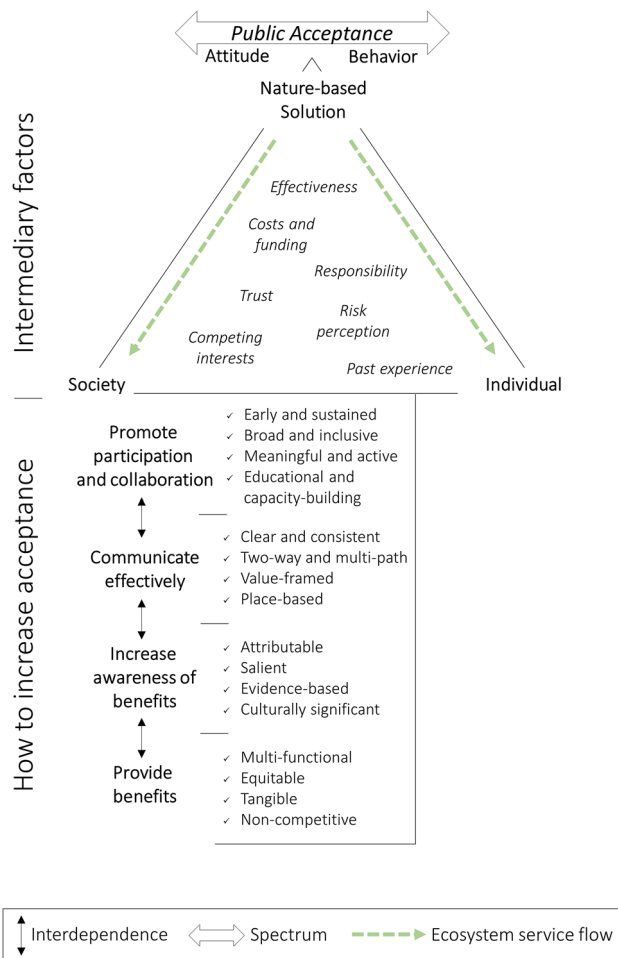 Public Acceptance
Attitude Behavior
Nature-based
Solution
Intermediary factors
Effectiveness
Costs and
funding
Responsibility
Trust
Risk
perception
Competing
interests
Past experience
Society
Individual
How to increase acceptance
Promote
participation
and collaboration
✓ Early and sustained
✓ Broad and inclusive
✓ Meaningful and active
✓ Educational and
capacity-building
Communicate
effectively
✓ Clear and consistent
✓ Two-way and multi-path
✓ Value-framed
✓ Place-based
Increase
awareness of
benefits
✓ Attributable
✓ Salient
✓ Evidence-based
✓ Culturally significant
Provide
benefits
✓ Multi-functional
✓ Equitable
✓ Tangible
✓ Non-competitive
Interdependence Spectrum Ecosystem service flow